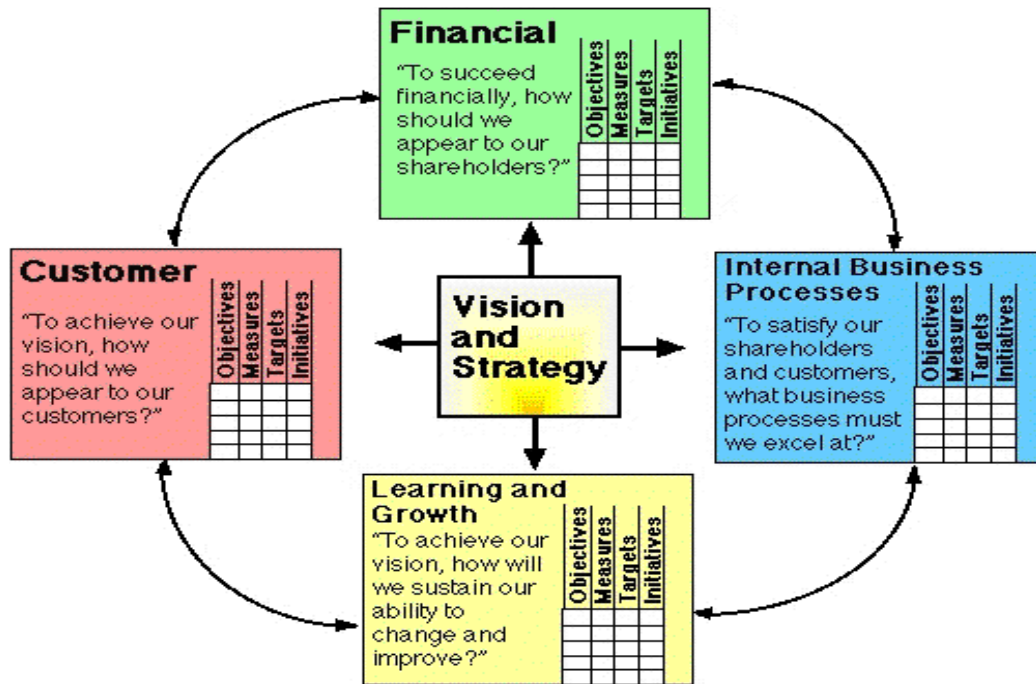 Financial
“To succeed
financially, how
should we
appear to our
shareholders?”
Objectives
Measures
Targets
Initiatives
Customer
“To achieve our
vision, how
should we
appear to our
customers?”
Objectives
Measures
Targets
Initiatives
Vision
and
Strategy
Internal Business
Processes
“To satisfy our
shareholders
and customers,
what business
processes must
we excel at?”
Objectives
Measures
Targets
Initiatives
Learning and
Growth
“To achieve our
vision, how will
we sustain our
ability to
change and
improve?”
Objectives
Measures
Targets
Initiatives